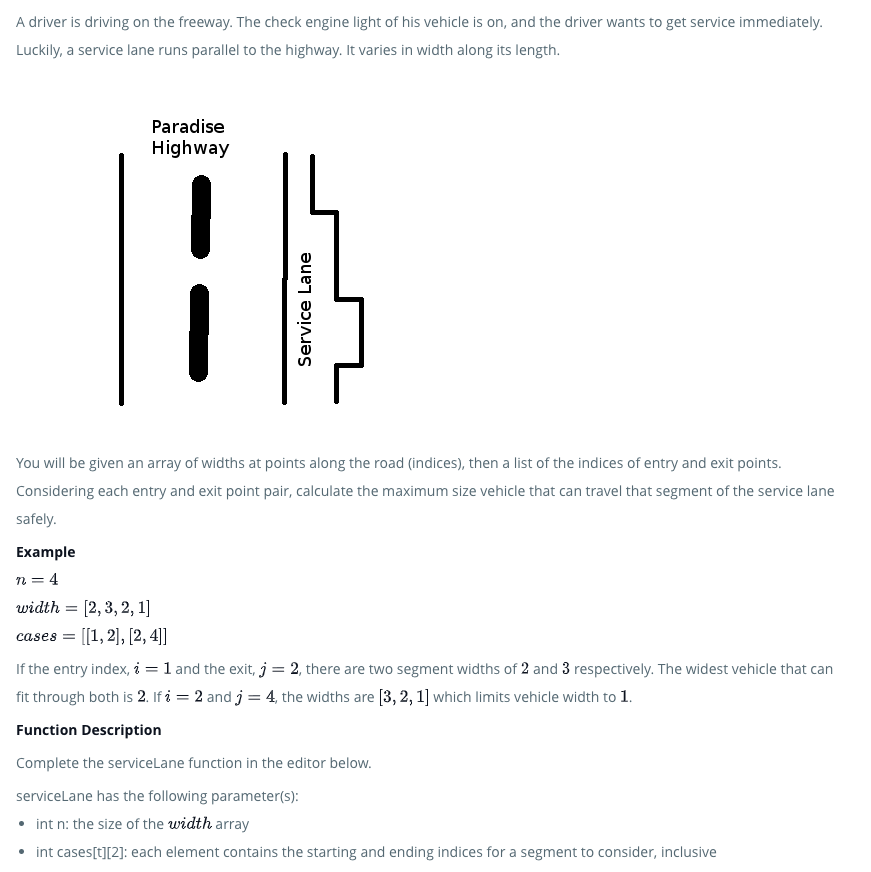 A driver is driving on the freeway. The check engine light of his vehicle is on, and the driver wants to get service immediately.
Luckily, a service lane runs parallel to the highway. It varies in width along its length.
Paradise
Highway
Service Lane
You will be given an array of widths at points along the road (indices), then a list of the indices of entry and exit points.
Considering each entry and exit point pair, calculate the maximum size vehicle that can travel that segment of the service lane
safely.
Example
n = 4
width = [2, 3, 2, 1]
cases = [[1, 2], [2, 4]]
If the entry index, i = 1 and the exit, j = 2, there are two segment widths of 2 and 3 respectively. The widest vehicle that can
fit through both is 2. If i = 2 and j = 4, the widths are [3, 2, 1] which limits vehicle width to 1.
Function Description
Complete the serviceLane function in the editor below.
serviceLane has the following parameter(s):
• int n: the size of the width array
• int cases[t][2]: each element contains the starting and ending indices for a segment to consider, inclusive